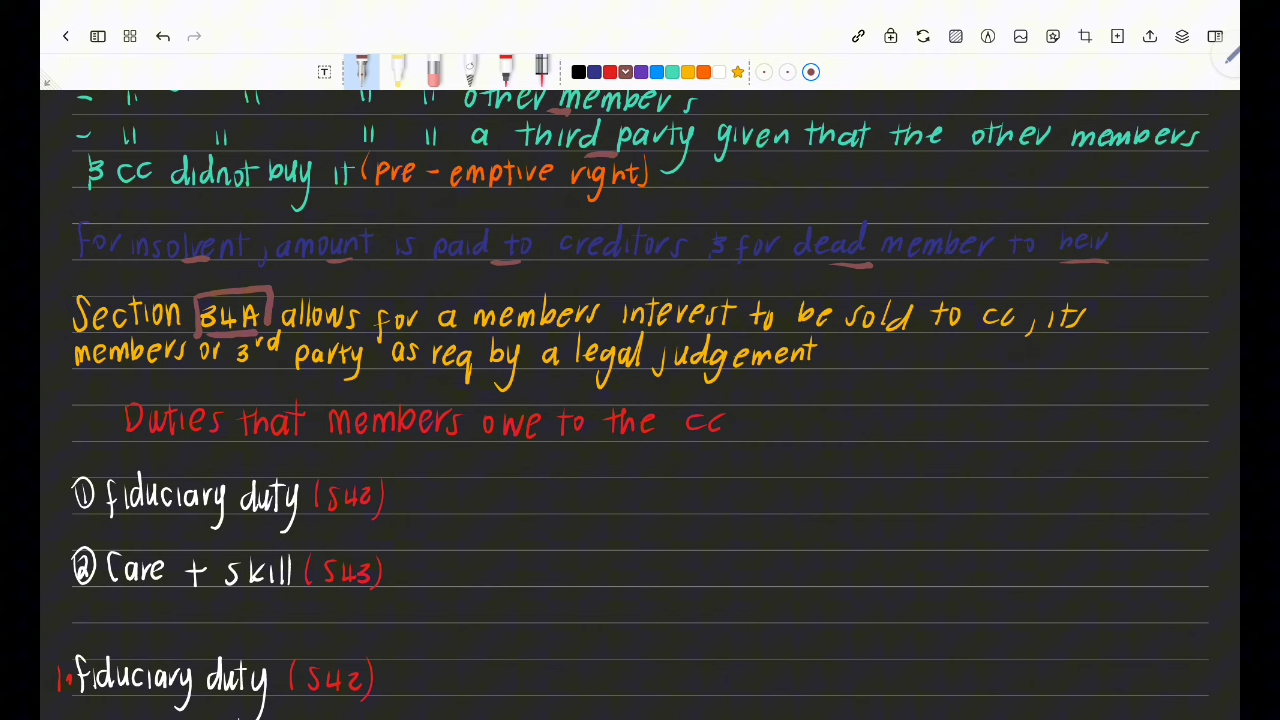 - " " " " other members
- " " " " a third party given that the other members
& CC didnot buy it (pre-emptive right)
For insolvent, amount is paid to creditors & for dead member to heir
Section 34A allows for a members interest to be sold to CC, its
members or 3rd party as req by a legal judgement
Duties that members owe to the CC
① fiduciary duty (S42)
② Care + skill (S43)
1. fiduciary duty (S42)